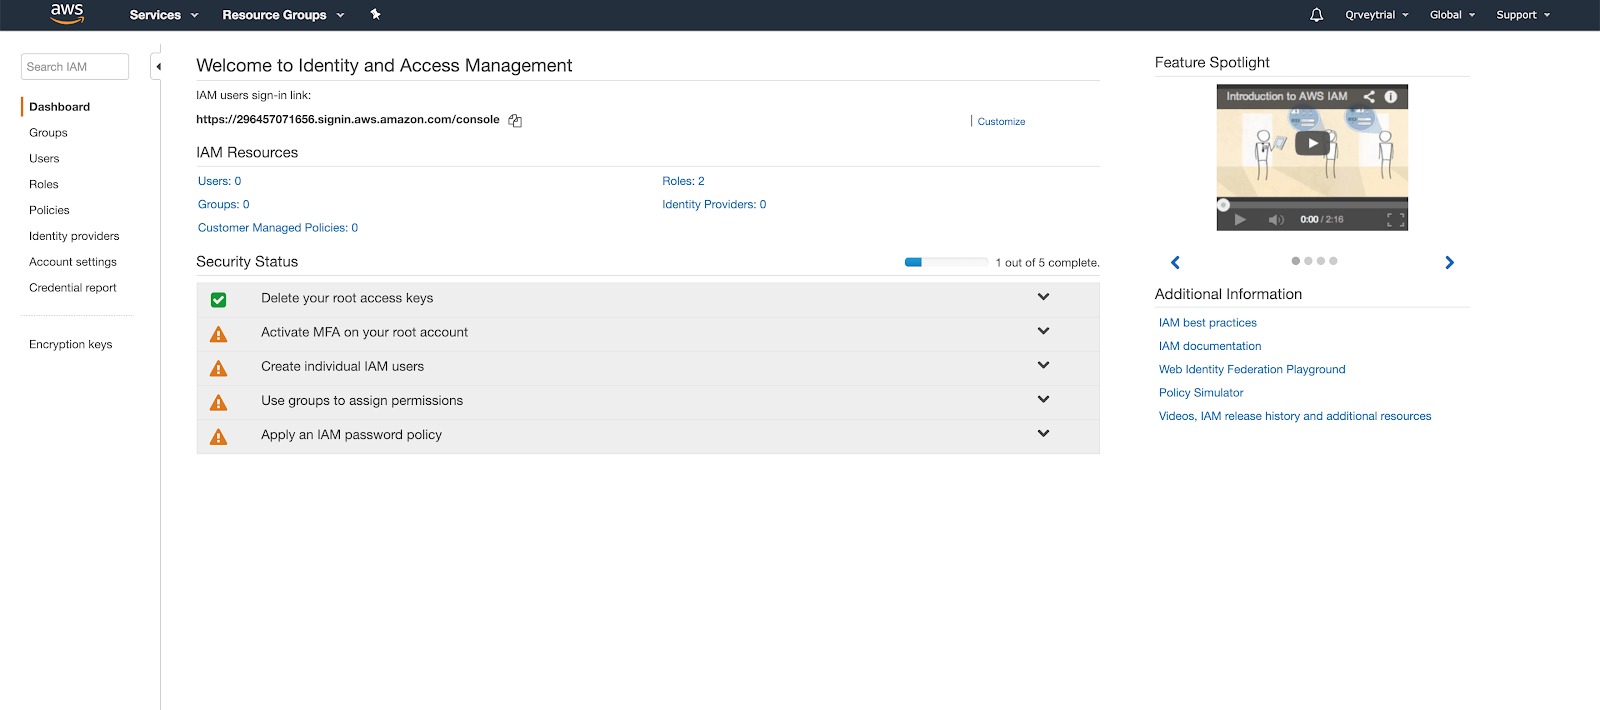 aws Services Resource Groups Qrveytrial Global Support
Search IAM
Dashboard
Groups
Users
Roles
Policies
Identity providers
Account settings
Credential report
Encryption keys
Welcome to Identity and Access Management
IAM users sign-in link:
https://296457071656.signin.aws.amazon.com/console
Customize
IAM Resources
Users: 0
Roles: 2
Groups: 0
Identity Providers: 0
Customer Managed Policies: 0
Security Status
1 out of 5 complete.
Delete your root access keys
Activate MFA on your root account
Create individual IAM users
Use groups to assign permissions
Apply an IAM password policy
Feature Spotlight
Introduction to AWS IAM
0:00 / 2:16
Additional Information
IAM best practices
IAM documentation
Web Identity Federation Playground
Policy Simulator
Videos, IAM release history and additional resources